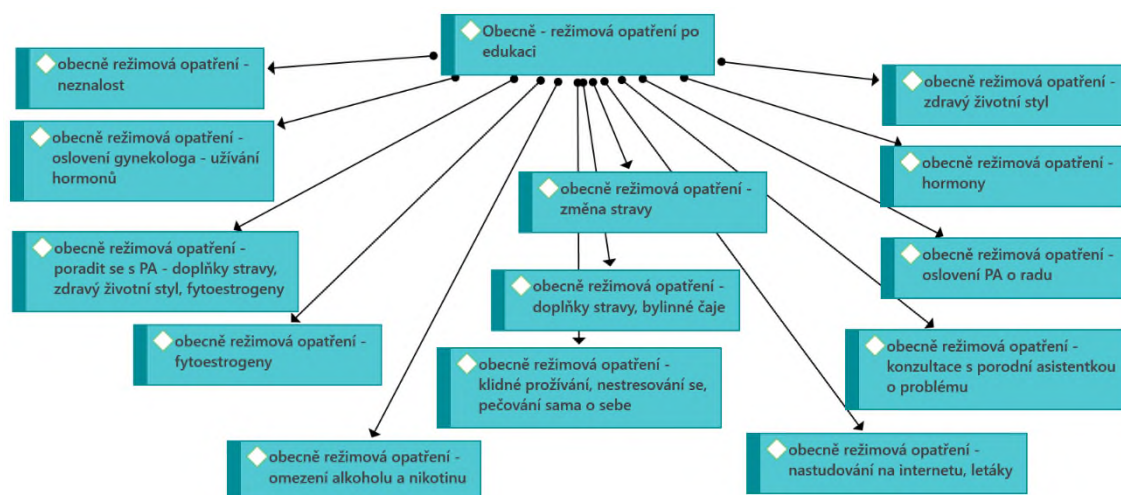 Obecně - režimová opatření po
edukaci
obecně režimová opatření -
neznalost
obecně režimová opatření -
zdravý životní styl
obecně režimová opatření -
oslovení gynekologa - užívání
hormonů
obecně režimová opatření -
hormony
obecně režimová opatření -
změna stravy
obecně režimová opatření -
poradit se s PA - doplňky stravy,
zdravý životní styl, fytoestrogeny
obecně režimová opatření -
oslovení PA o radu
obecně režimová opatření -
doplňky stravy, bylinné čaje
obecně režimová opatření -
fytoestrogeny
obecně režimová opatření -
konzultace s porodní asistentkou
o problému
obecně režimová opatření -
klidné prožívání, nestresování se,
pečování sama o sebe
obecně režimová opatření -
omezení alkoholu a nikotinu
obecně režimová opatření -
nastudování na internetu, letáky